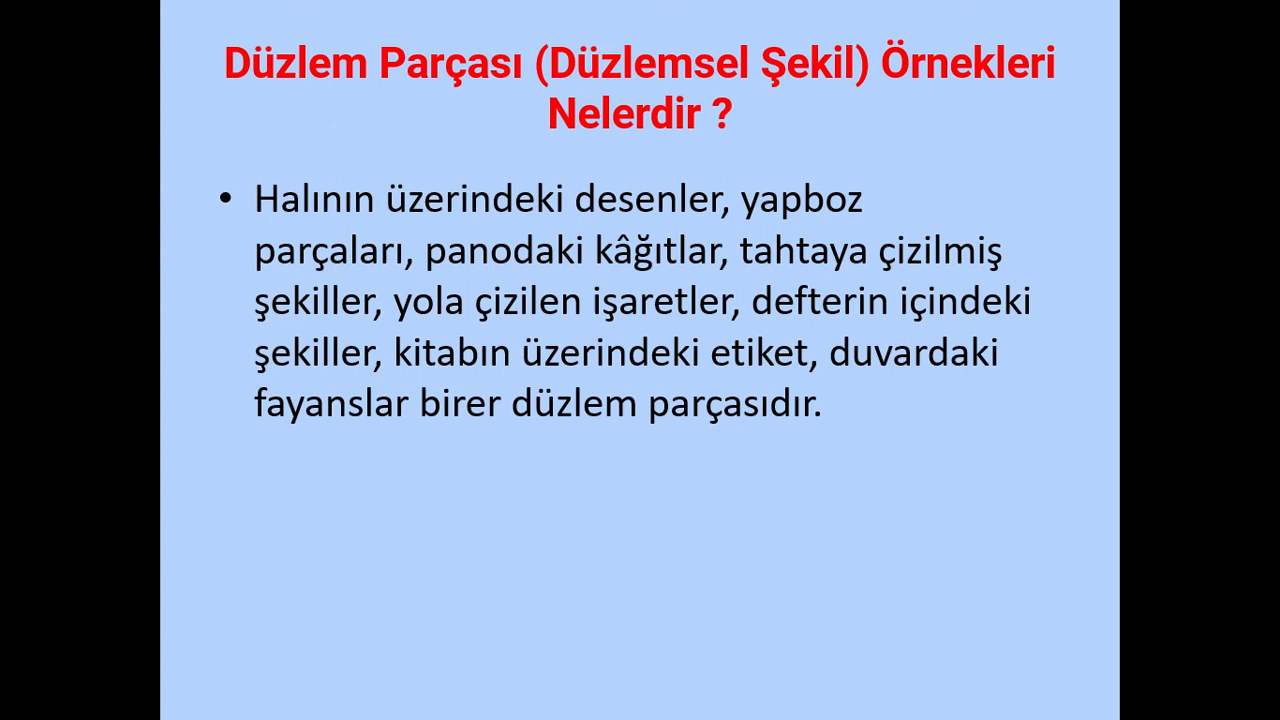 Düzlem Parçası (Düzlemsel Şekil) Örnekleri
Nelerdir ?
• Halının üzerindeki desenler, yapboz
parçaları, panodaki kâğıtlar, tahtaya çizilmiş
şekiller, yola çizilen işaretler, defterin içindeki
şekiller, kitabın üzerindeki etiket, duvardaki
fayanslar birer düzlem parçasıdır.